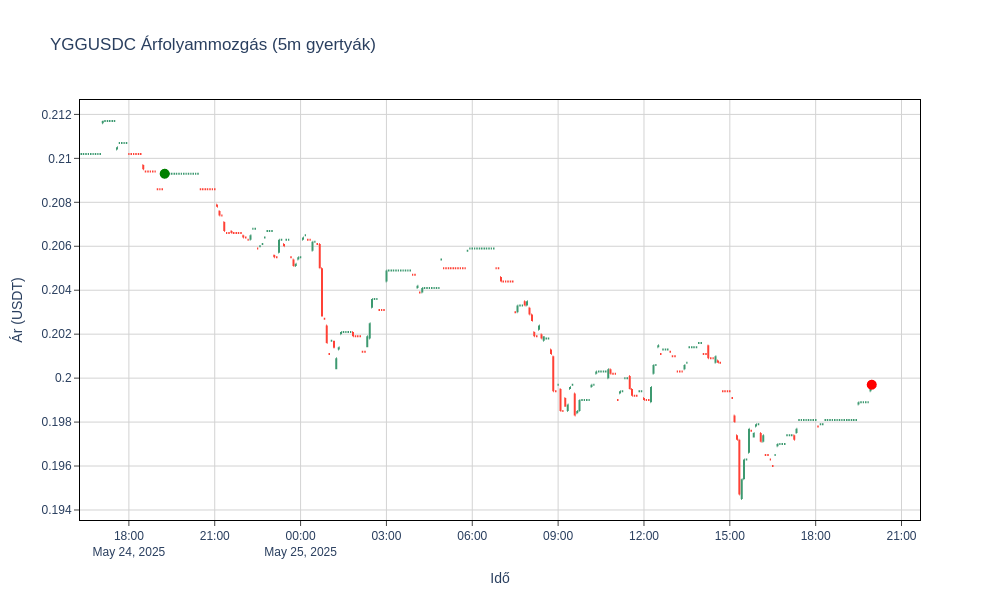 YGGUSDC Árfolyammozgás (5m gyertyák)
Ár (USDT)
0.212
0.21
0.208
0.206
0.204
0.202
0.2
0.198
0.196
0.194
18:00 21:00 00:00 03:00 06:00 09:00 12:00 15:00 18:00 21:00
May 24, 2025 May 25, 2025
Idő